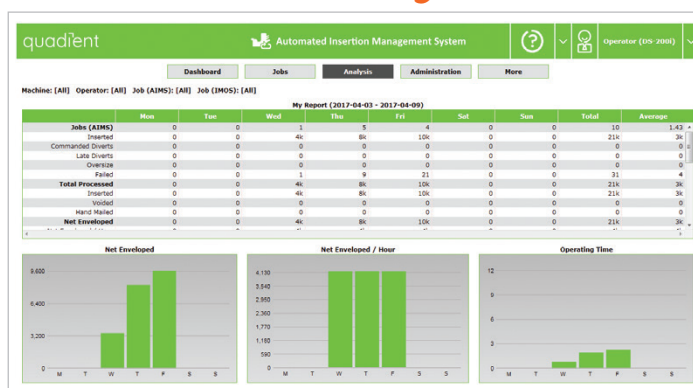 quadient
Automated Insertion Management System
?
Operator (DS-200i)
Dashboard Jobs Analysis Administration More
Machine: [All] Operator: [All] Job (AIMS): [All] Job (IMOS): [All]
My Report (2017-04-03 - 2017-04-09)
Mon Tue Wed Thu Fri Sat Sun Total Average
Jobs (AIMS) 0 0 1 5 4 0 0 10 1.43
Inserted 0 0 4k 8k 10k 0 0 21k 3k
Commanded Diverts 0 0 0 0 0 0 0 0 0
Late Diverts 0 0 0 0 0 0 0 0 0
Oversize 0 0 0 0 0 0 0 0 0
Failed 0 0 1 9 21 0 0 31 4
Total Processed 0 0 4k 8k 10k 0 0 21k 3k
Inserted 0 0 4k 8k 10k 0 0 21k 3k
Voided 0 0 0 0 0 0 0 0 0
Hand Mailed 0 0 0 0 0 0 0 0 0
Net Enveloped 0 0 4k 8k 10k 0 0 21k 3k
Net Enveloped
9,600
6,400
3,200
0
M T W T F S S
Net Enveloped / Hour
4,130
3,540
2,950
2,360
1,770
1,180
590
0
M T W T F S S
Operating Time
12
9
6
3
0
M T W T F S S